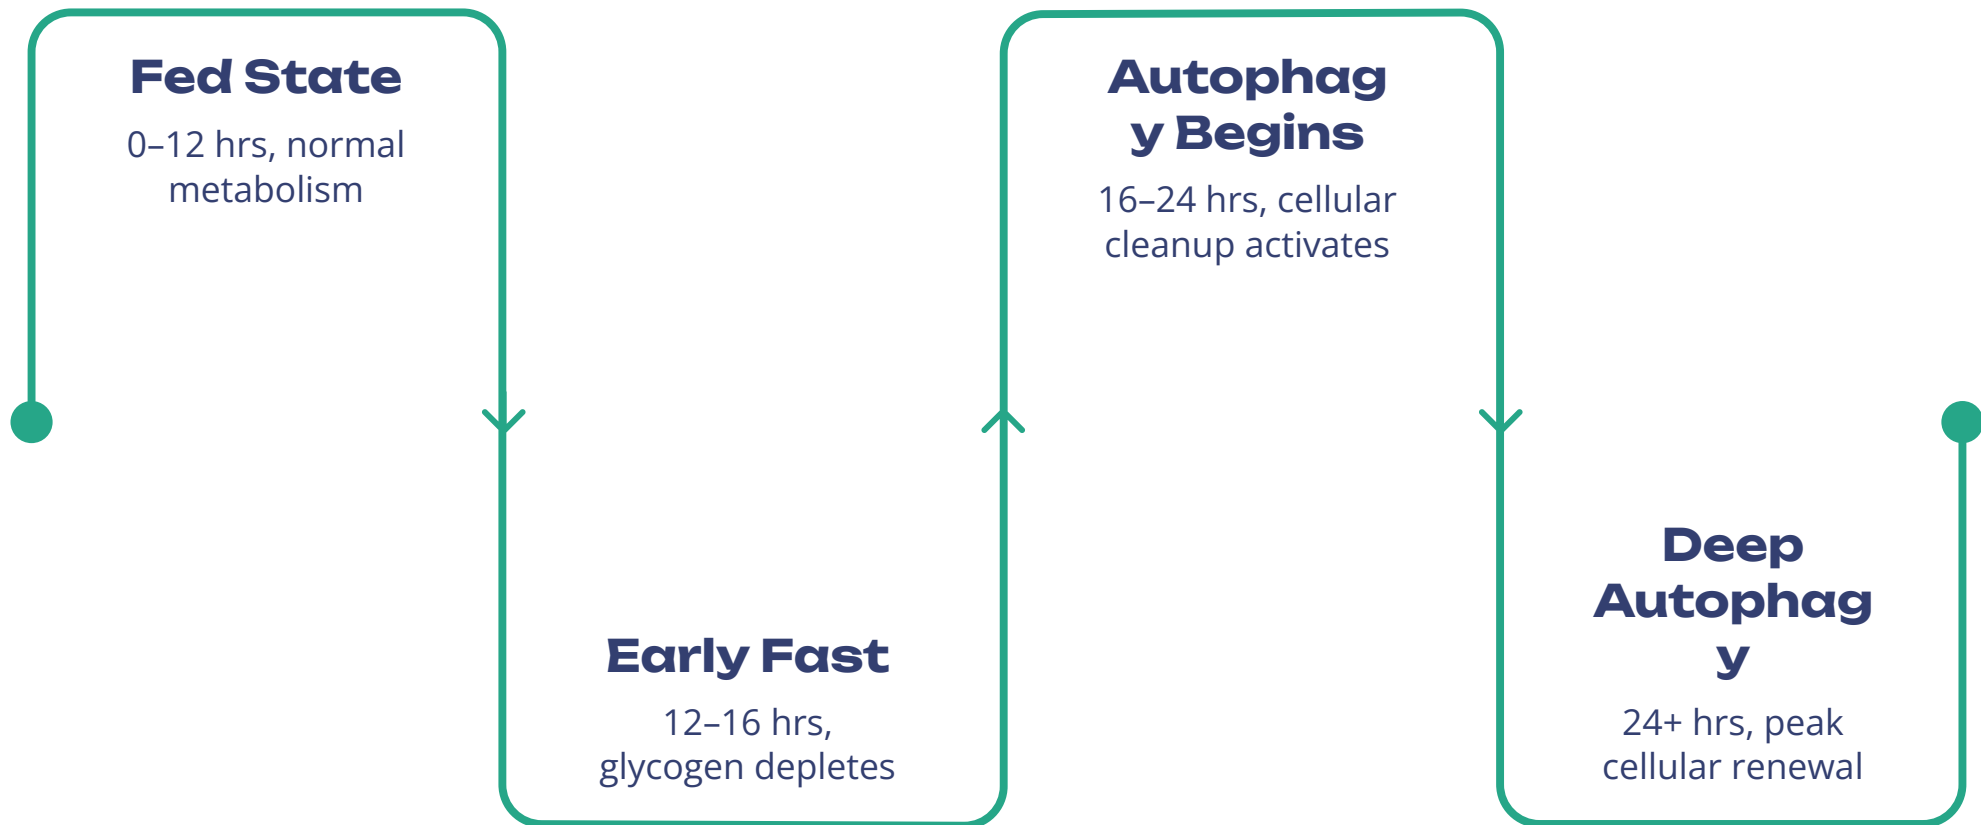 Fed State
0–12 hrs, normal
metabolism
Early Fast
12–16 hrs,
glycogen depletes
Autophag
y Begins
16–24 hrs, cellular
cleanup activates
Deep
Autophag
y
24+ hrs, peak
cellular renewal